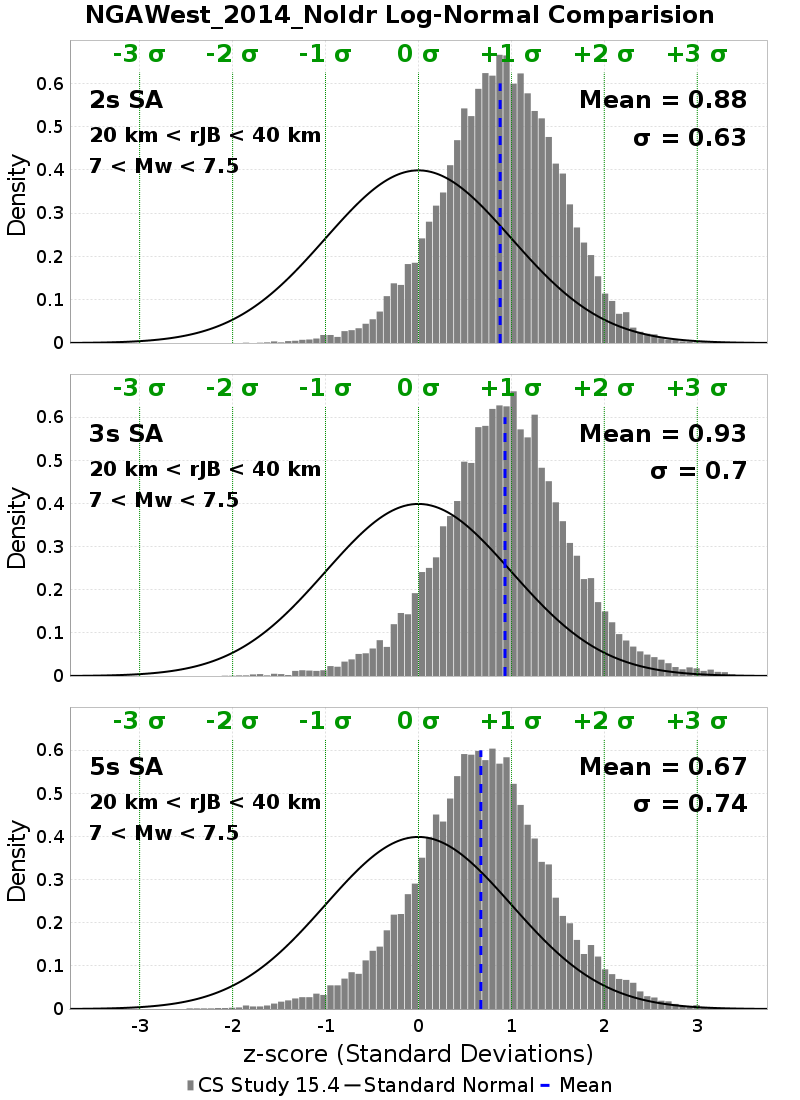 NGAWest_2014_NoIdr Log-Normal Comparision
-3 σ -2 σ -1 σ 0 σ +1 σ +2 σ +3 σ
2s SA
Mean = 0.88
20 km < rJB < 40 km
σ = 0.63
7 < Mw < 7.5
Density
0.6
0.5
0.4
0.3
0.2
0.1
0
-3 σ -2 σ -1 σ 0 σ +1 σ +2 σ +3 σ
3s SA
Mean = 0.93
20 km < rJB < 40 km
σ = 0.7
7 < Mw < 7.5
Density
0.6
0.5
0.4
0.3
0.2
0.1
0
-3 σ -2 σ -1 σ 0 σ +1 σ +2 σ +3 σ
5s SA
Mean = 0.67
20 km < rJB < 40 km
σ = 0.74
7 < Mw < 7.5
Density
0.6
0.5
0.4
0.3
0.2
0.1
0
-3 -2 -1 0 1 2 3
z-score (Standard Deviations)
CS Study 15.4 Standard Normal Mean